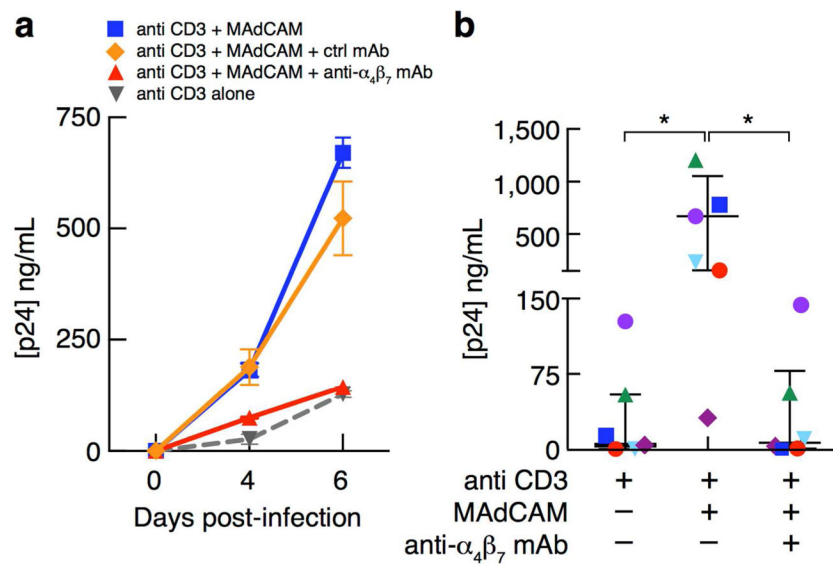 a
anti CD3 + MAdCAM
anti CD3 + MAdCAM + ctrl mAb
anti CD3 + MAdCAM + anti-α4β7 mAb
anti CD3 alone
750
500
250
0
[p24] ng/mL
0 4 6
Days post-infection
b
* *
1,500
1,000
500
150
75
0
[p24] ng/mL
anti CD3 + + +
MAdCAM − + +
anti-α4β7 mAb − − +